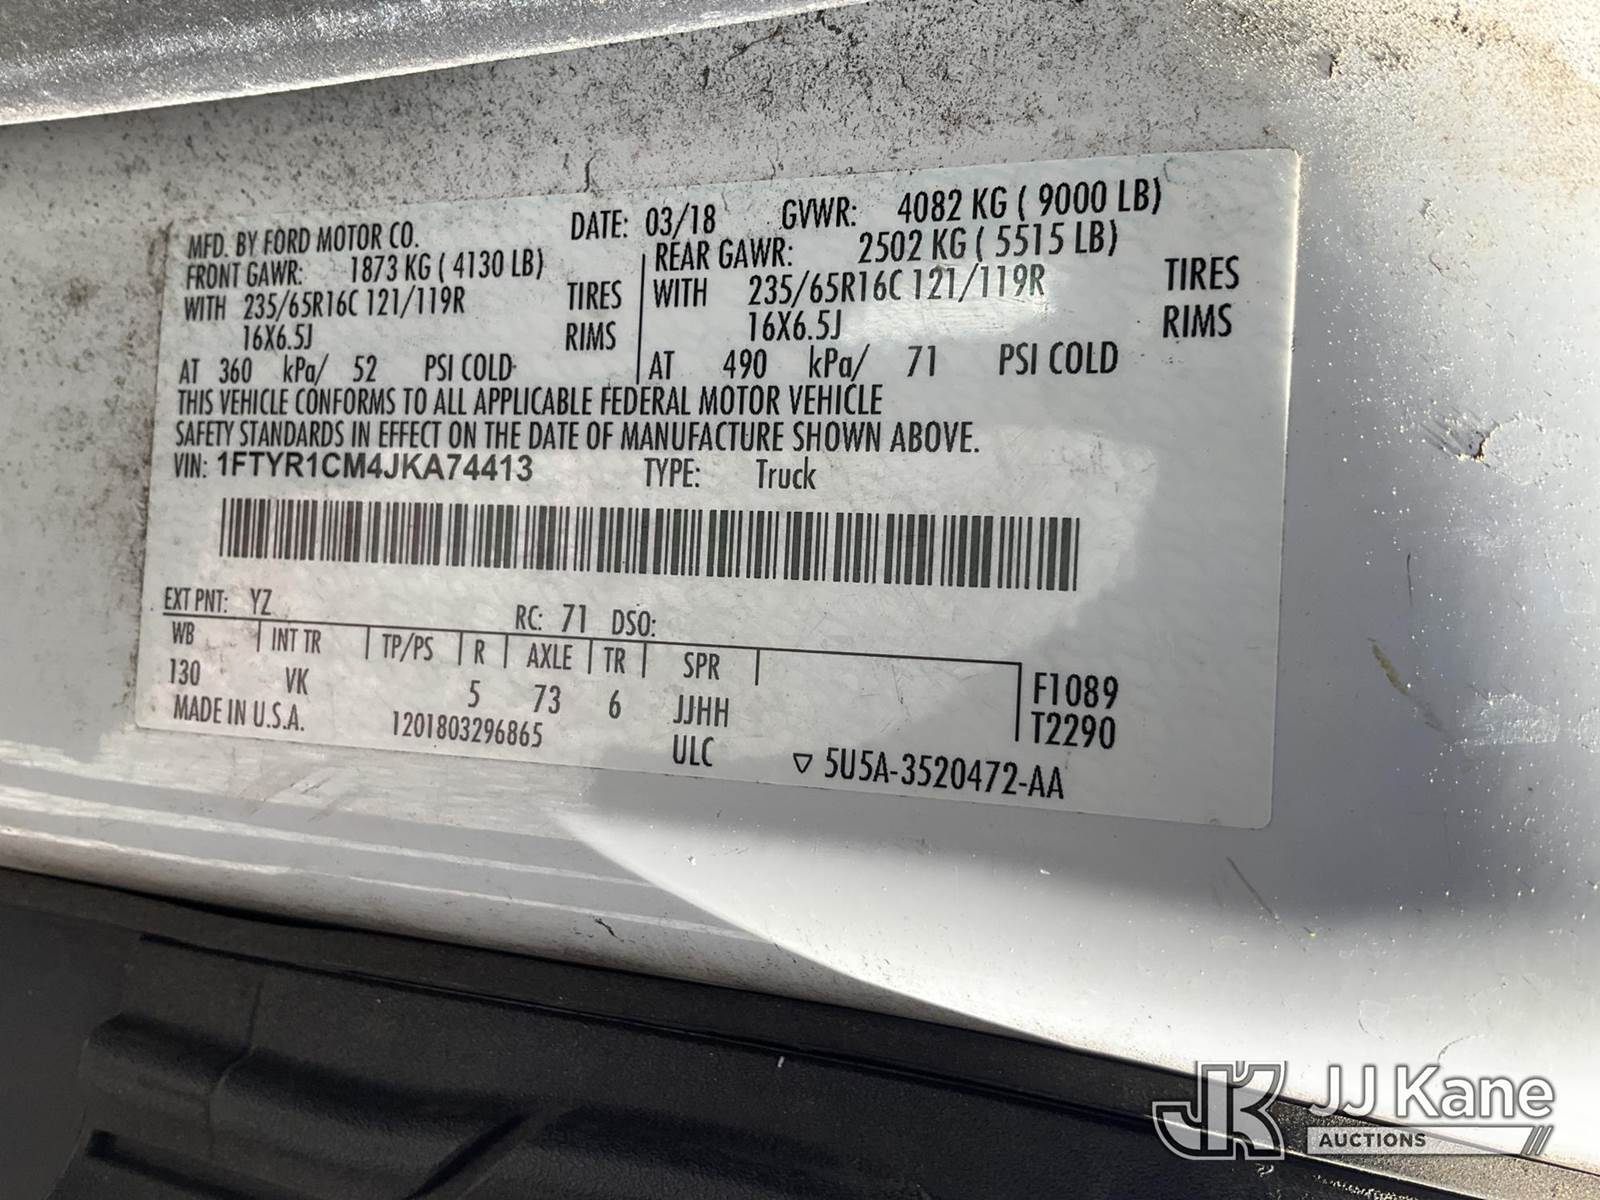 MFD. BY FORD MOTOR CO. DATE: 03/18 GVWR: 4082 KG ( 9000 LB)
FRONT GAWR: 1873 KG ( 4130 LB) REAR GAWR: 2502 KG ( 5515 LB)
WITH 235/65R16C 121/119R TIRES WITH 235/65R16C 121/119R TIRES
16X6.5J RIMS 16X6.5J RIMS
AT 360 kPa/ 52 PSI COLD AT 490 kPa/ 71 PSI COLD
THIS VEHICLE CONFORMS TO ALL APPLICABLE FEDERAL MOTOR VEHICLE
SAFETY STANDARDS IN EFFECT ON THE DATE OF MANUFACTURE SHOWN ABOVE.
VIN: 1FTYR1CM4JKA74413 TYPE: Truck
EXT PNT: YZ RC: 71 DSO:
WB INT TR TP/PS R AXLE TR SPR
130 VK 5 73 6 JJHH F1089
MADE IN U.S.A. 1201803296865 ULC T2290
▽ 5U5A-3520472-AA
JK JJ Kane
AUCTIONS